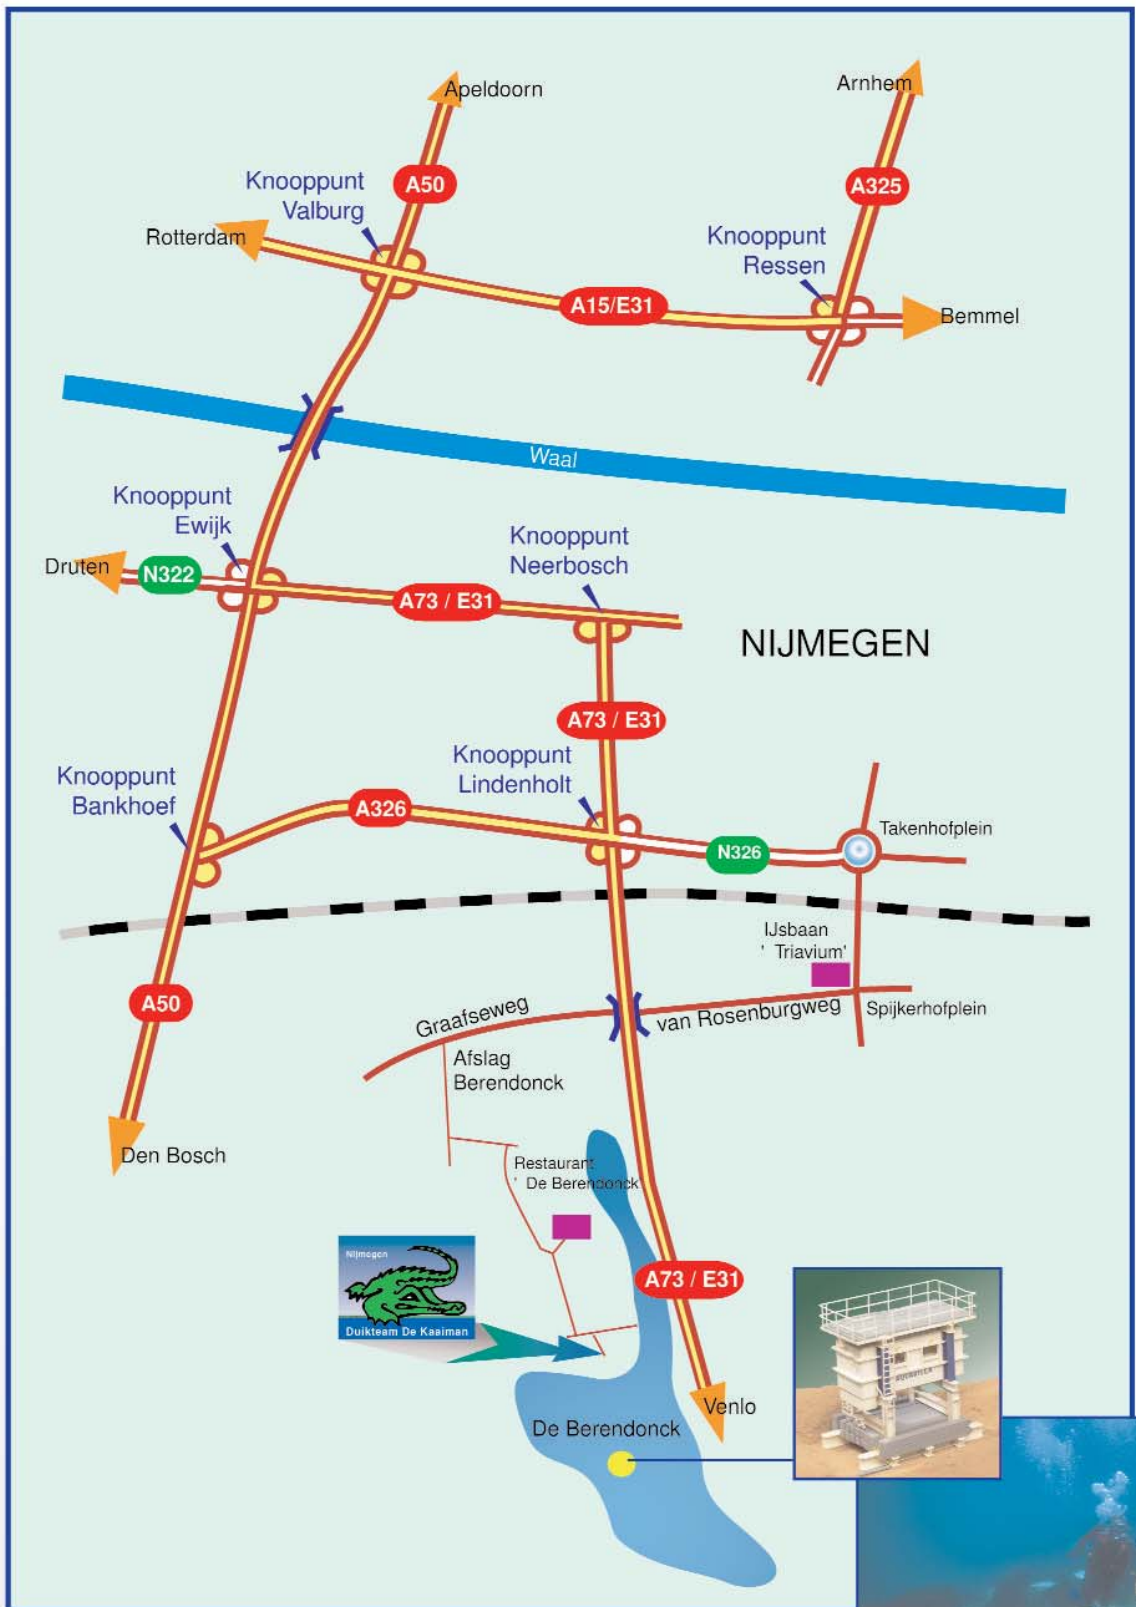 Apeldoorn
Arnhem
A50
A325
Knooppunt
Valburg
Rotterdam
Knooppunt
Ressen
A15/E31
Bemmel
Waal
Knooppunt
Ewijk
Knooppunt
Neerbosch
Druten
N322
A73 / E31
NIJMEGEN
A73 / E31
Knooppunt
Lindenholt
Knooppunt
Bankhoef
A326
N326
Takenhofplein
IJsbaan
' Triavium'
A50
Graafseweg
van Rosenburgweg
Spijkerhofplein
Afslag
Berendonck
Den Bosch
Restaurant
' De Berendonck
Nijmegen
Duikteam De Kaaiman
A73 / E31
Venlo
De Berendonck